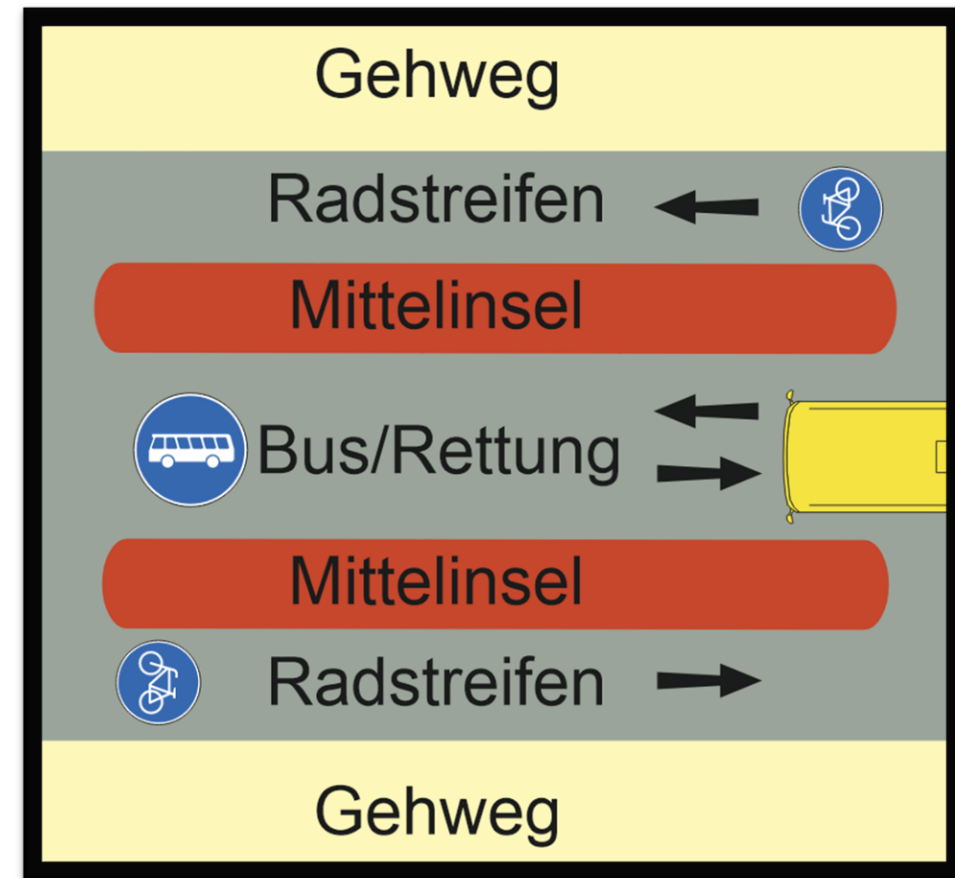 Gehweg
Radstreifen
Mittelinsel
Bus/Rettung
Mittelinsel
Radstreifen
Gehweg